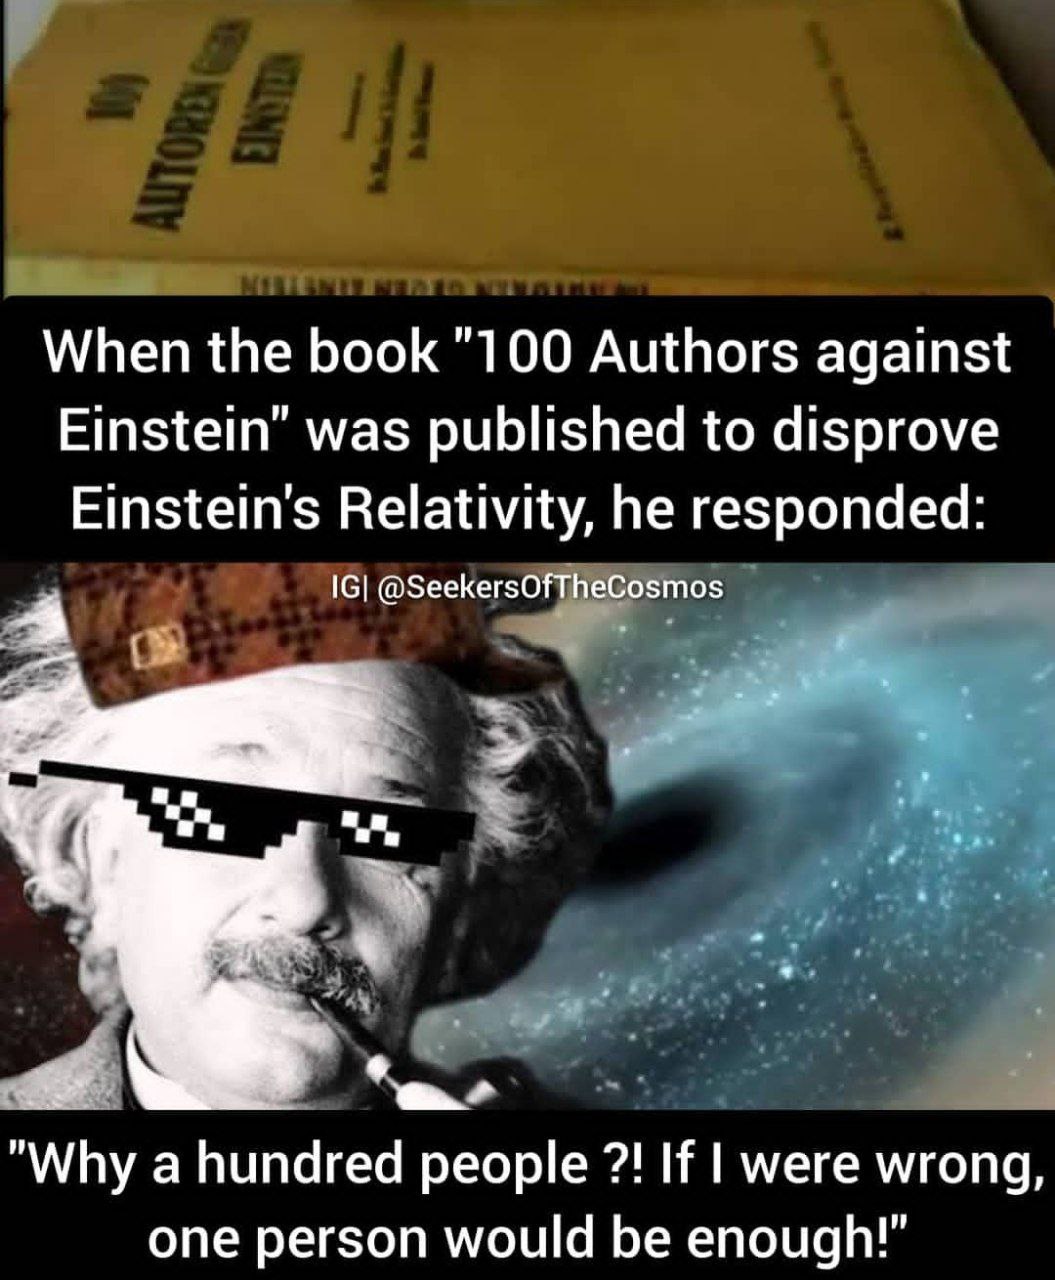 100
AUTOREN GEGEN
EINSTEIN
When the book "100 Authors against
Einstein" was published to disprove
Einstein's Relativity, he responded:
IG| @SeekersOfTheCosmos
"Why a hundred people ?! If I were wrong,
one person would be enough!"